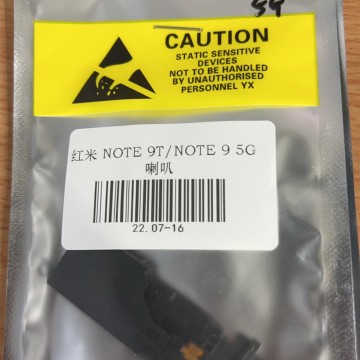 99
CAUTION
STATIC SENSITIVE
DEVICES
NOT TO BE HANDLED
BY UNAUTHORISED
PERSONNEL YX
红米 NOTE 9T/NOTE 9 5G
喇叭
22.07-16